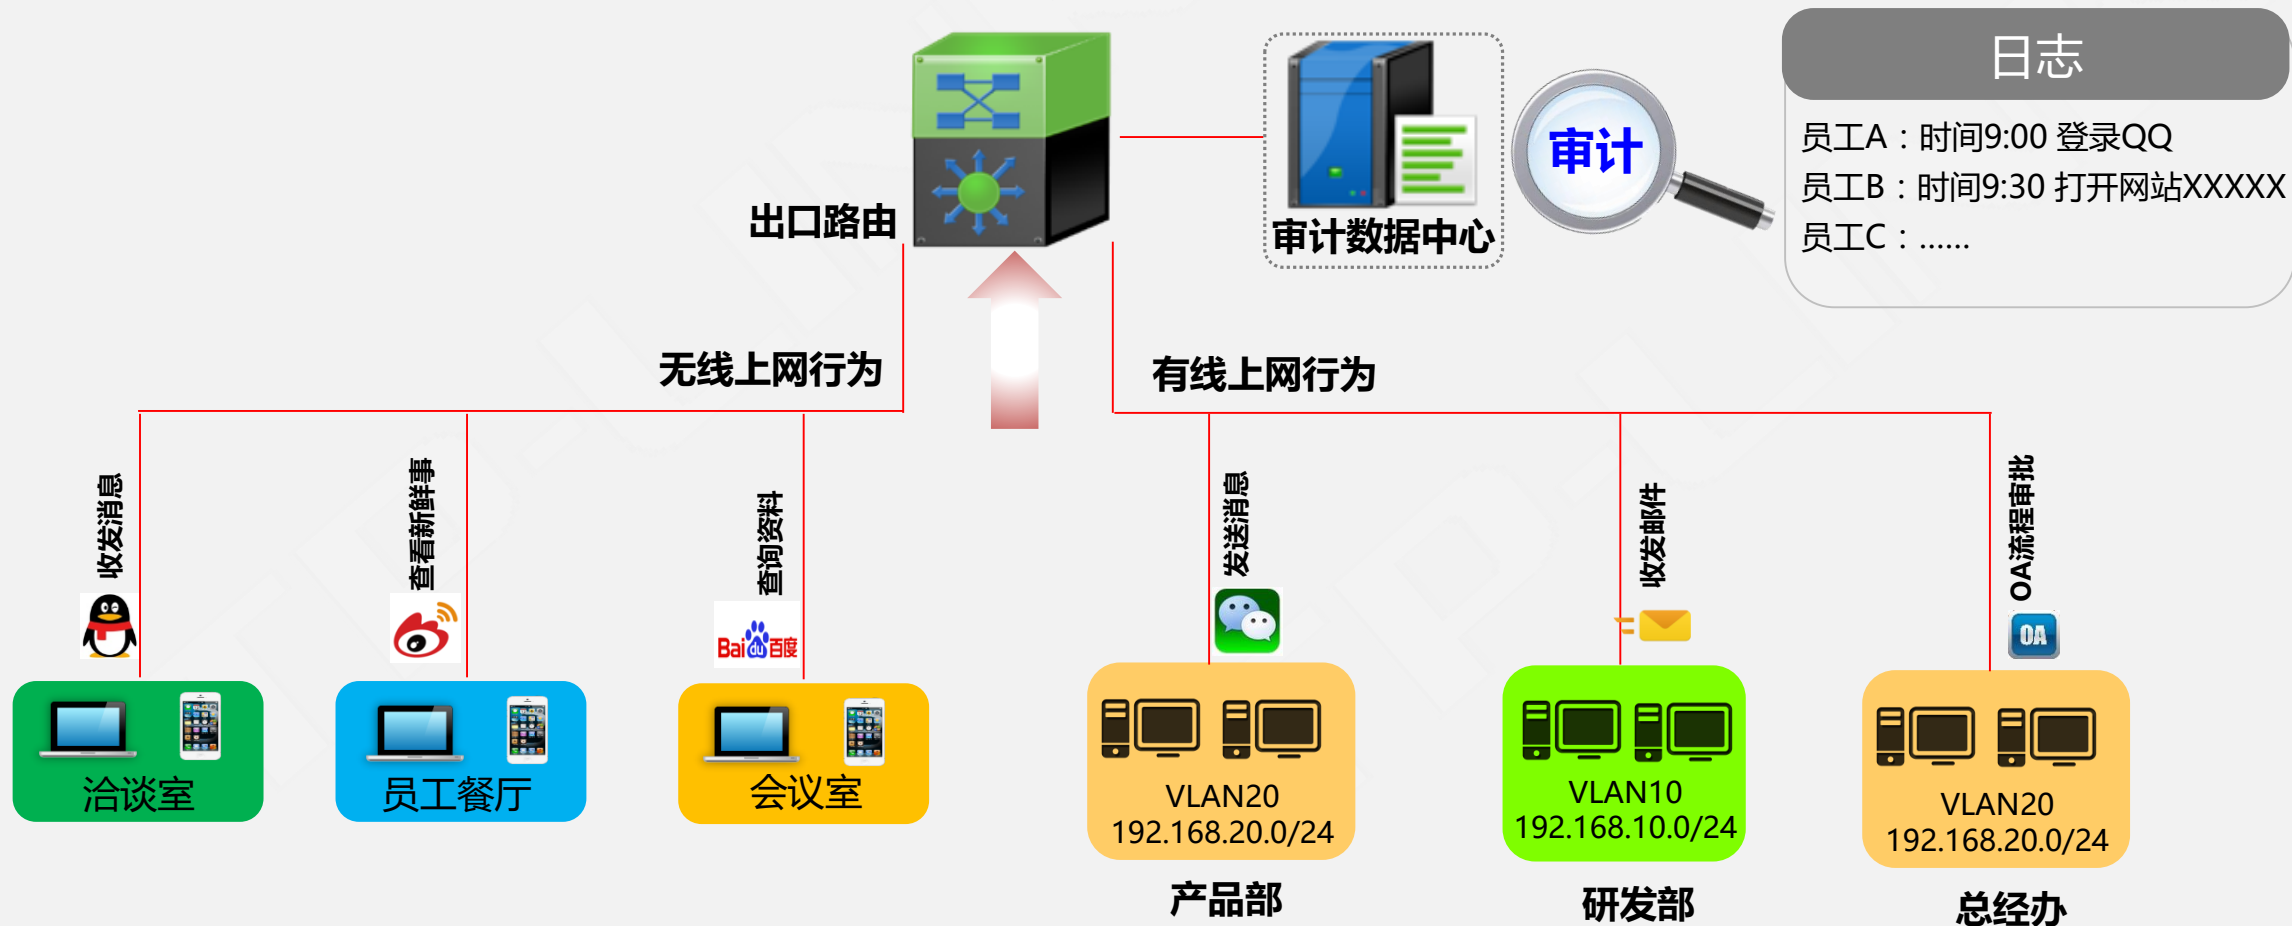 日志
员工A：时间9:00 登录QQ
员工B：时间9:30 打开网站XXXXX
员工C：......
审计
出口路由
审计数据中心
无线上网行为
有线上网行为
收发消息
查看新鲜事
查询资料
发送消息
收发邮件
OA流程审批
Bai du 百度
OA
洽谈室
员工餐厅
会议室
VLAN20
192.168.20.0/24
VLAN10
192.168.10.0/24
VLAN20
192.168.20.0/24
产品部
研发部
总经办
TP-LINK